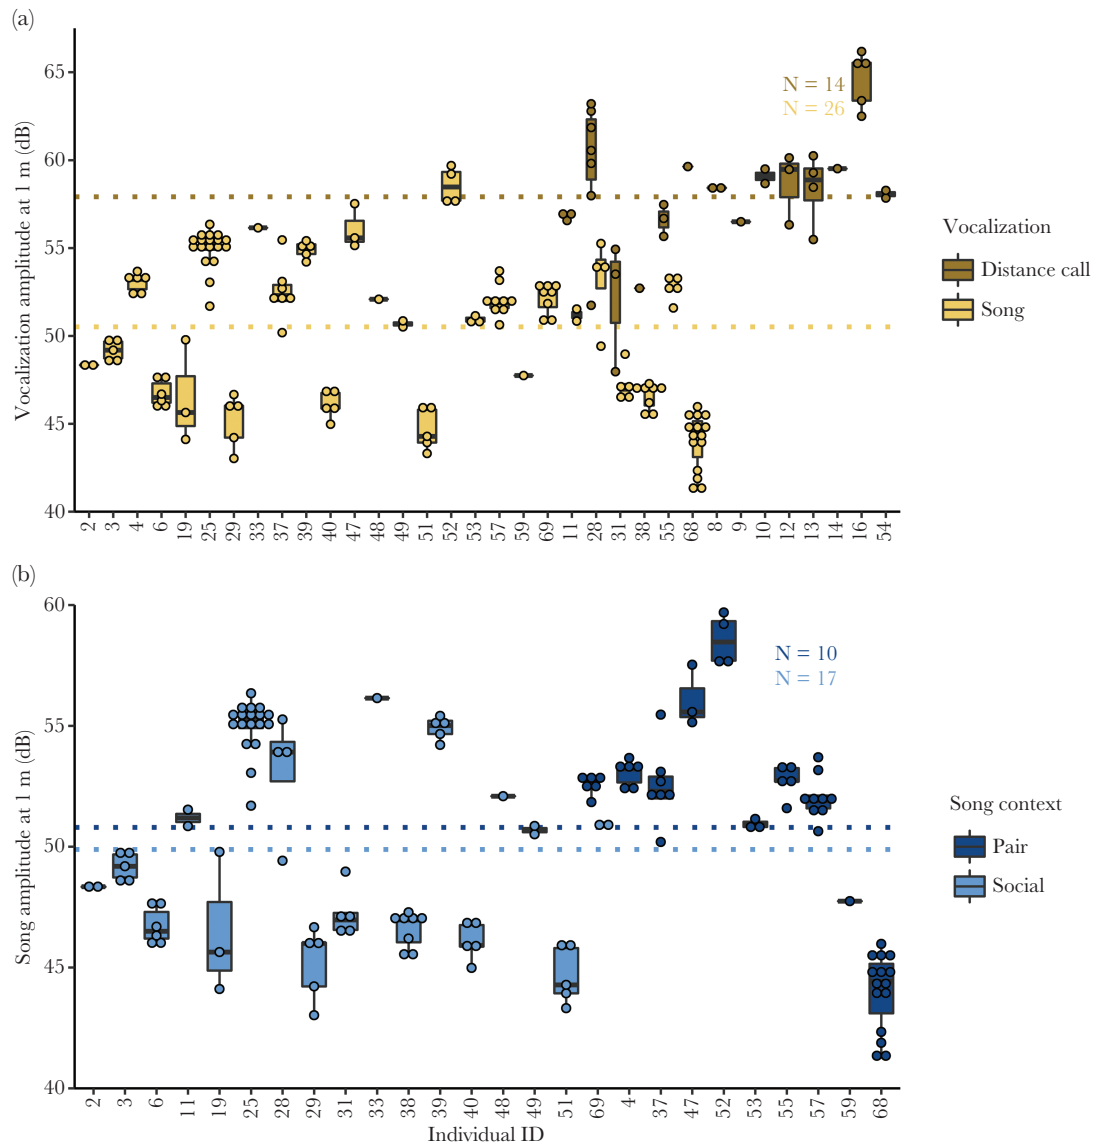 (a)
Vocalization amplitude at 1 m (dB)
65
60
55
50
45
40
N = 14
N = 26
Vocalization
Distance call
Song
2 3 4 6 19 25 29 33 37 39 40 47 48 49 51 52 53 57 59 69 11 28 31 38 55 68 8 9 10 12 13 14 16 54
(b)
Song amplitude at 1 m (dB)
60
55
50
45
40
N = 10
N = 17
Song context
Pair
Social
2 3 6 11 19 25 28 29 31 33 38 39 40 48 49 51 69 4 37 47 52 53 55 57 59 68
Individual ID